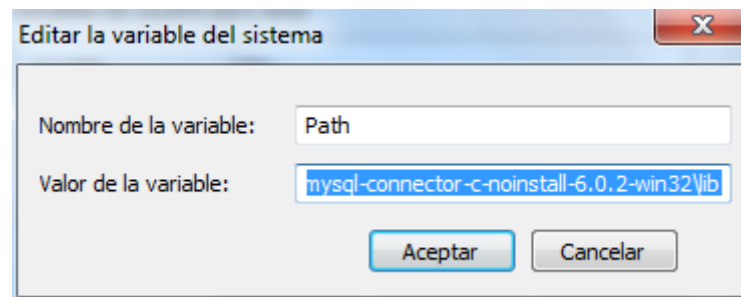 Editar la variable del sistema
Nombre de la variable: Path
Valor de la variable: mysql-connector-c-noinstall-6.0.2-win32\lib
Aceptar Cancelar